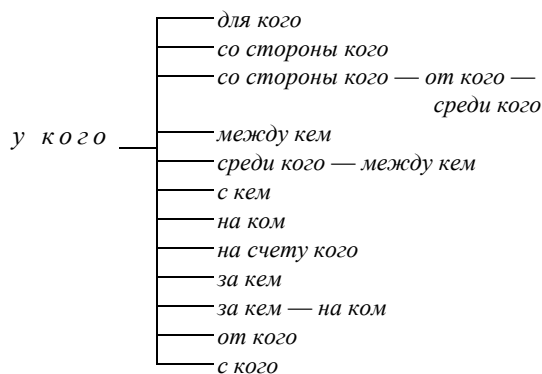 для кого
со стороны кого
со стороны кого — от кого —
среди кого
у кого
между кем
среди кого — между кем
с кем
на ком
на счету кого
за кем
за кем — на ком
от кого
с кого